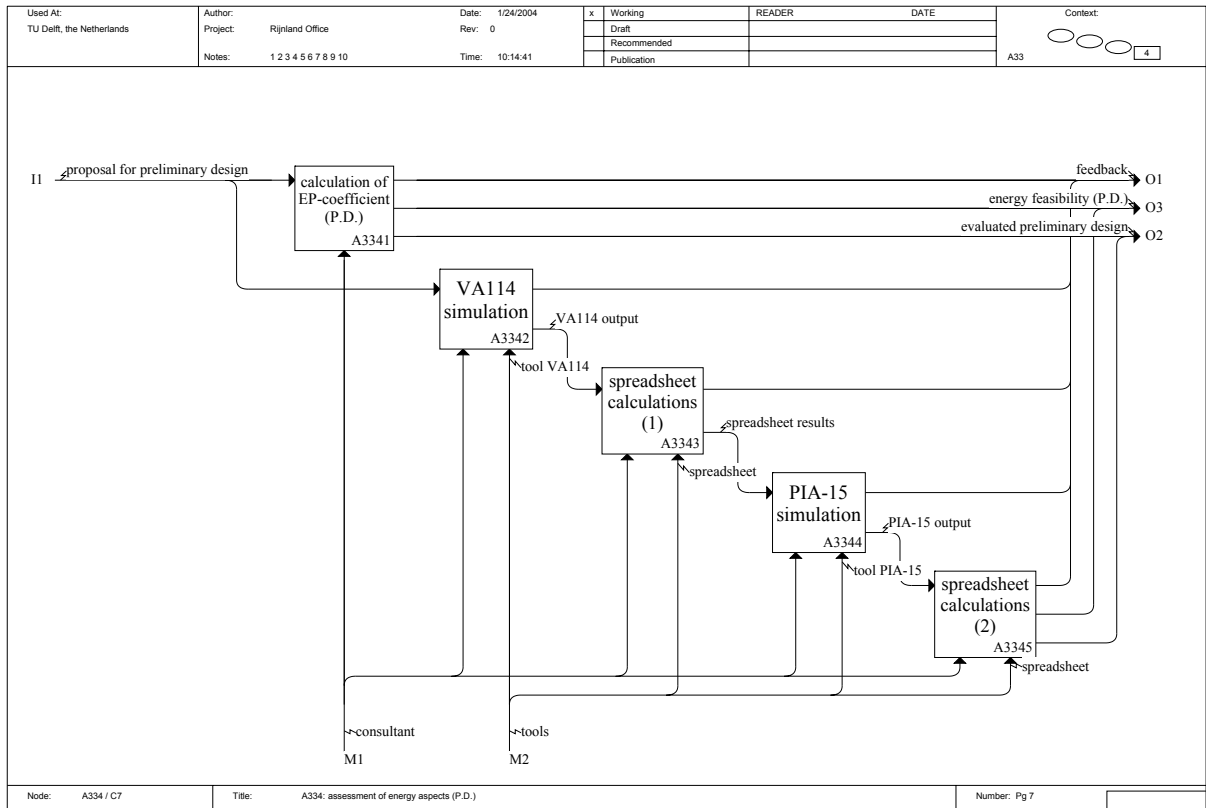 Used At:
TU Delft, the Netherlands
Author:
Project: Rijnland Office
Notes: 1 2 3 4 5 6 7 8 9 10
Date: 1/24/2004
Rev: 0
Time: 10:14:41
x Working
Draft
Recommended
Publication
READER DATE
Context:
4
A33
I1
proposal for preliminary design
calculation of
EP-coefficient
(P.D.)
A3341
feedback
O1
energy feasibility (P.D.)
O3
evaluated preliminary design
O2
VA114
simulation
A3342
VA114 output
tool VA114
spreadsheet
calculations
(1)
A3343
spreadsheet results
spreadsheet
PIA-15
simulation
A3344
PIA-15 output
tool PIA-15
spreadsheet
calculations
(2)
A3345
spreadsheet
consultant
tools
M1
M2
Node: A334 / C7
Title: A334: assessment of energy aspects (P.D.)
Number: Pg 7